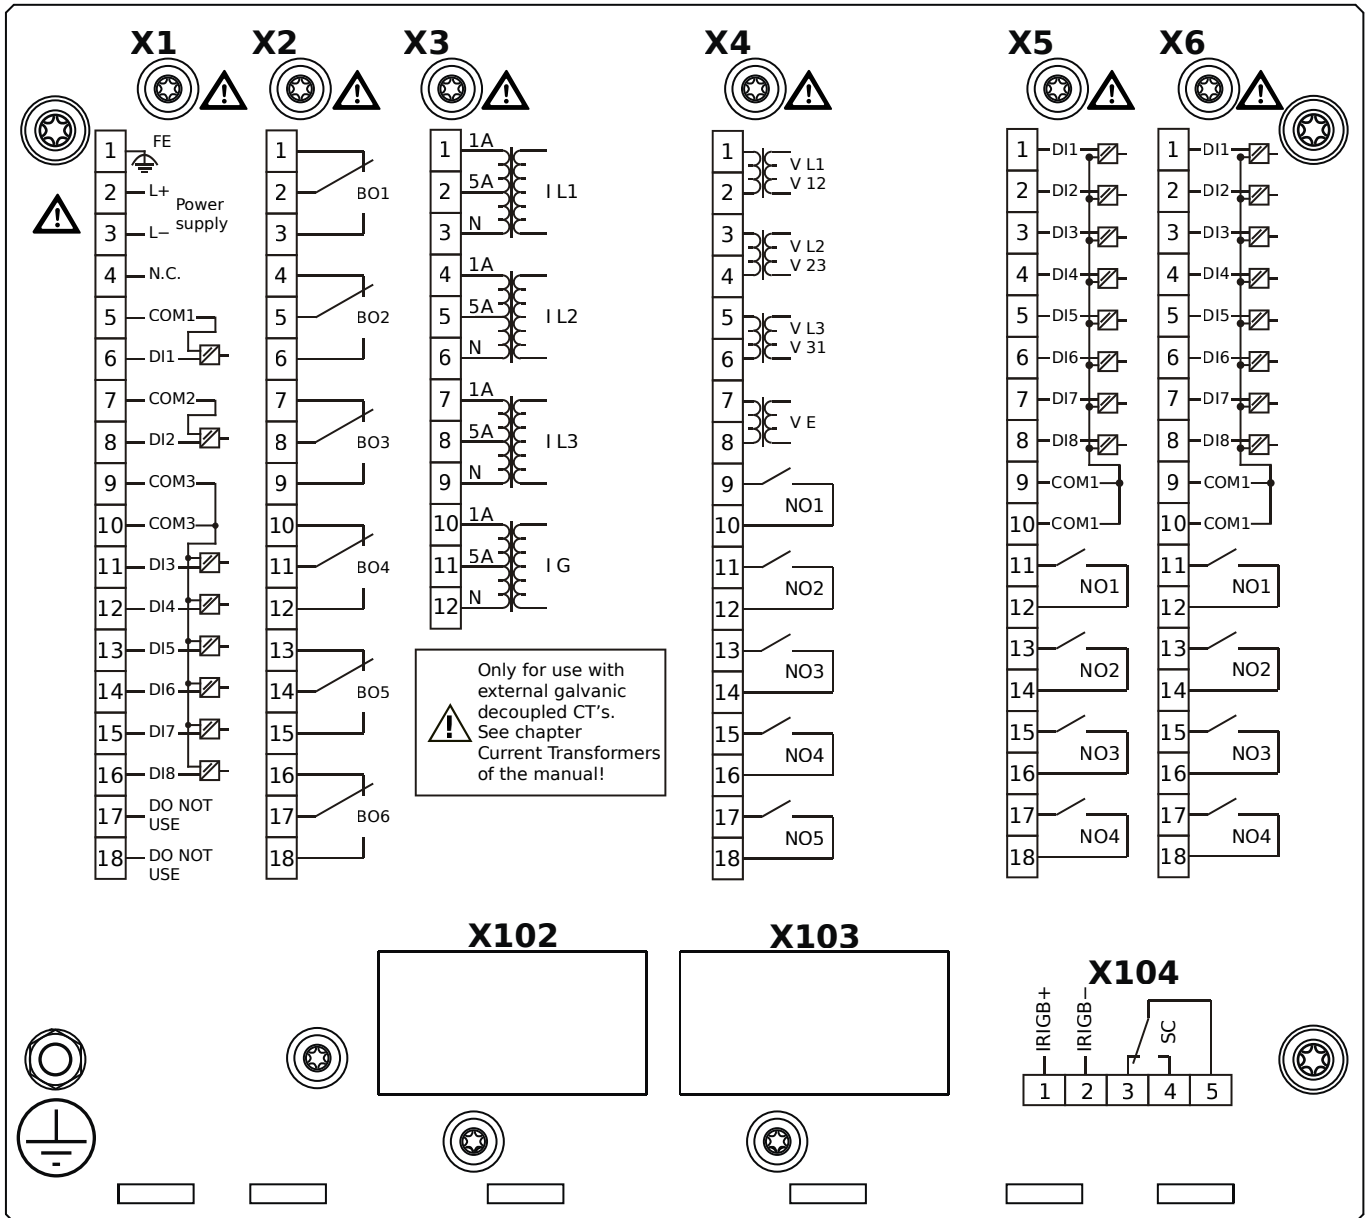 X1
X2
X3
X4
X5
X6
1 FE
2 L+
Power
supply
3 L−
4 N.C.
5 COM1
6 DI1
7 COM2
8 DI2
9 COM3
10 COM3
11 DI3
12 DI4
13 DI5
14 DI6
15 DI7
16 DI8
17 DO NOT
USE
18 DO NOT
USE
1
2 BO1
3
4
5 BO2
6
7
8 BO3
9
10
11 BO4
12
13
14 BO5
15
16
17 BO6
18
1 1A
2 5A I L1
3 N
4 1A
5 5A I L2
6 N
7 1A
8 5A I L3
9 N
10 1A
11 5A I G
12 N
Only for use with
external galvanic
decoupled CT's.
See chapter
Current Transformers
of the manual!
1 V L1
2 V 12
3 V L2
4 V 23
5 V L3
6 V 31
7
V E
8
9
NO1
10
11
NO2
12
13
NO3
14
15
NO4
16
17
NO5
18
1 DI1
2 DI2
3 DI3
4 DI4
5 DI5
6 DI6
7 DI7
8 DI8
9 COM1
10 COM1
11
NO1
12
13
NO2
14
15
NO3
16
17
NO4
18
1 DI1
2 DI2
3 DI3
4 DI4
5 DI5
6 DI6
7 DI7
8 DI8
9 COM1
10 COM1
11
NO1
12
13
NO2
14
15
NO3
16
17
NO4
18
X102
X103
X104
IRIGB+
IRIGB−
SC
1 2 3 4 5